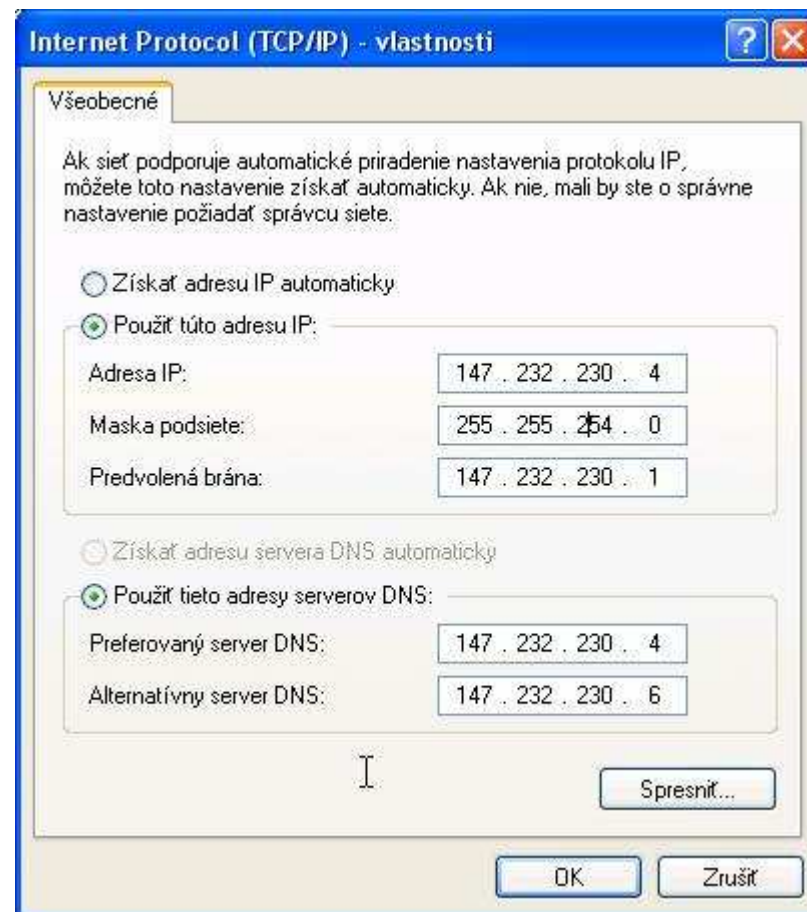 Internet Protocol (TCP/IP) - vlastnosti
Všeobecné
Ak sieť podporuje automatické priradenie nastavenia protokolu IP,
môžete toto nastavenie získať automaticky. Ak nie, mali by ste o správne
nastavenie požiadať správcu siete.
Získať adresu IP automaticky
Použiť túto adresu IP:
Adresa IP: 147 . 232 . 230 . 4
Maska podsiete: 255 . 255 . 254 . 0
Predvolená brána: 147 . 232 . 230 . 1
Získať adresu servera DNS automaticky
Použiť tieto adresy serverov DNS:
Preferovaný server DNS: 147 . 232 . 230 . 4
Alternatívny server DNS: 147 . 232 . 230 . 6
Spresniť...
OK Zrušiť